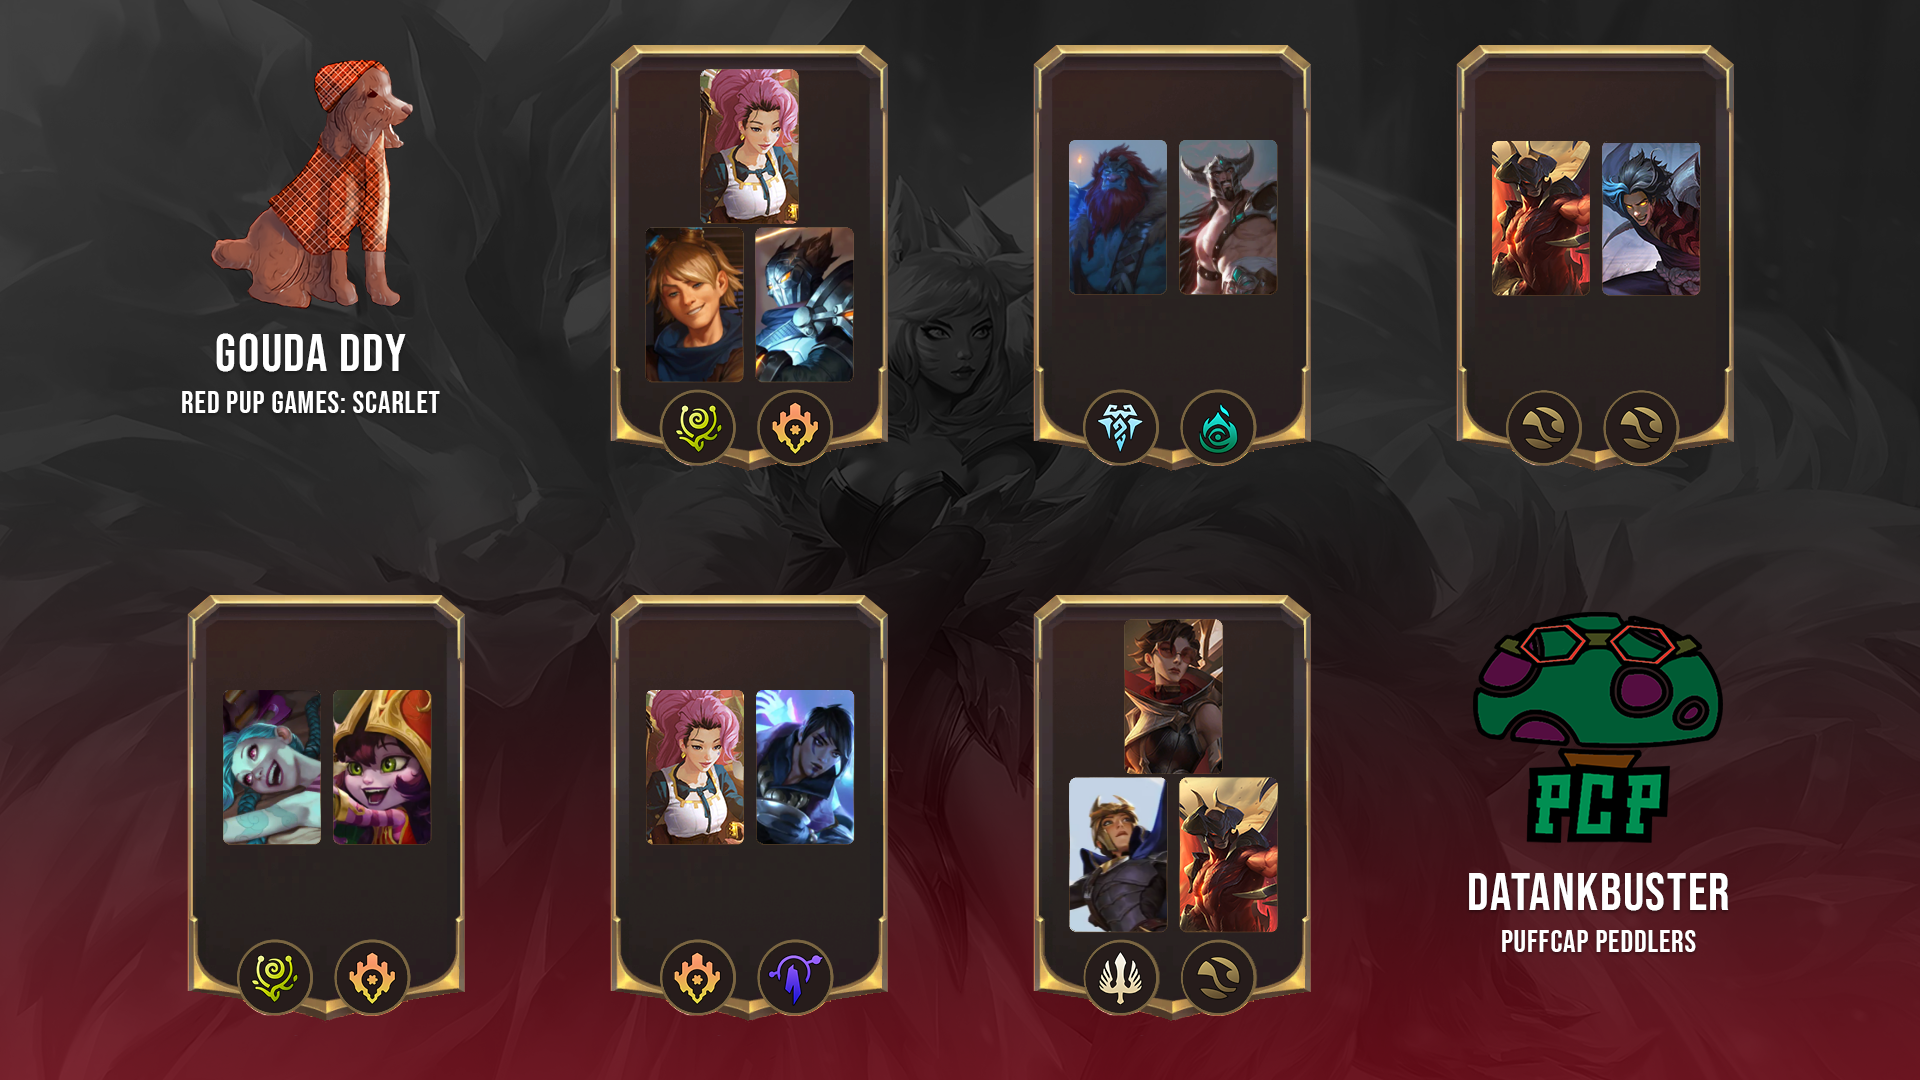 GOUDA DDY
RED PUP GAMES: SCARLET
PCP
DATANKBUSTER
PUFFCAP PEDDLERS